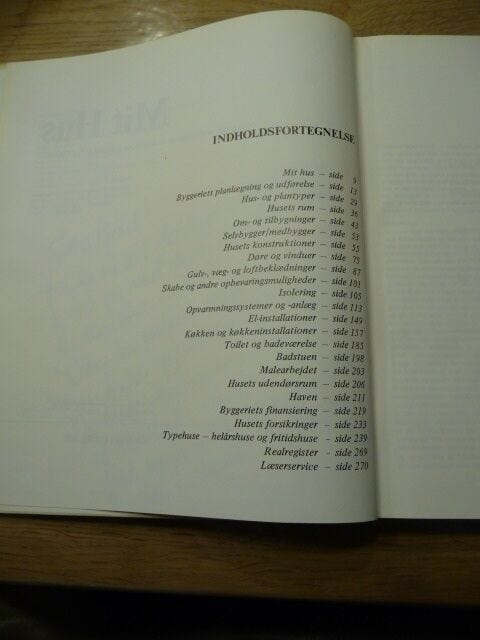 INDHOLDSFORTEGNELSE
Mit hus – side 9
Byggeriets planlægning og udførelse – side 13
Hus- og plantyper – side 29
Husets rum – side 36
Om- og tilbygninger – side 43
Selvbygger/medbygger – side 53
Husets konstruktioner – side 55
Døre og vinduer – side 75
Gulv-, væg- og loftbeklædninger – side 87
Skabe og andre opbevaringsmuligheder – side 101
Isolering – side 105
Opvarmningssystemer og -anlæg – side 113
El-installationer – side 149
Køkken og køkkeninstallationer – side 157
Toilet og badeværelse – side 185
Badstuen – side 198
Malearbejdet – side 203
Husets udendørsrum – side 206
Haven – side 211
Byggeriets finansiering – side 219
Husets forsikringer – side 233
Typehuse – helårshuse og fritidshuse – side 239
Realregister – side 269
Læserservice – side 270
Mit Hus